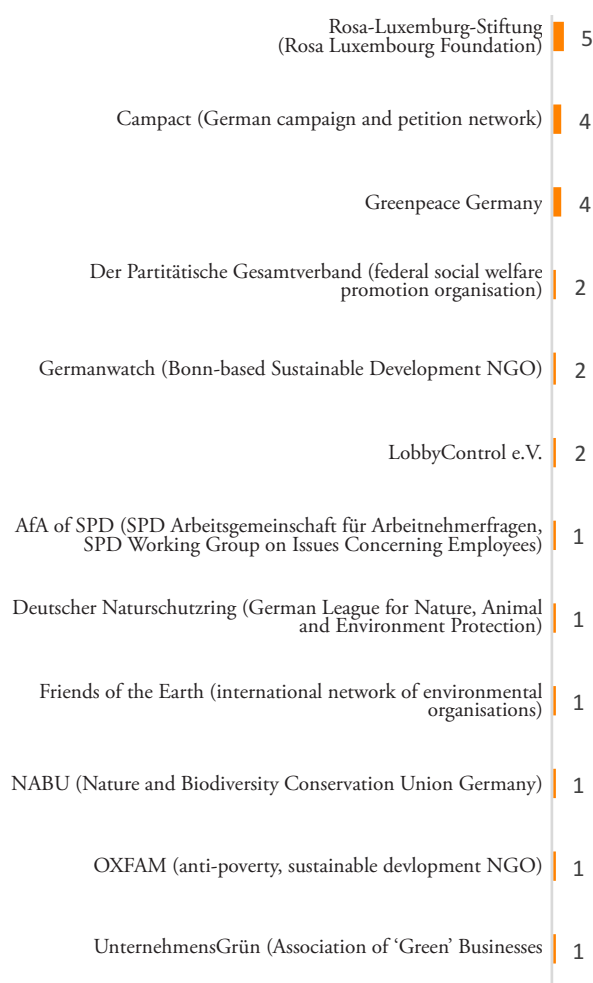 Rosa-Luxemburg-Stiftung
(Rosa Luxembourg Foundation)
5
Campact (German campaign and petition network)
4
Greenpeace Germany
4
Der Partitätische Gesamtverband (federal social welfare
promotion organisation)
2
Germanwatch (Bonn-based Sustainable Development NGO)
2
LobbyControl e.V.
2
AfA of SPD (SPD Arbeitsgemeinschaft für Arbeitnehmerfragen,
SPD Working Group on Issues Concerning Employees)
1
Deutscher Naturschutzring (German League for Nature, Animal
and Environment Protection)
1
Friends of the Earth (international network of environmental
organisations)
1
NABU (Nature and Biodiversity Conservation Union Germany)
1
OXFAM (anti-poverty, sustainable devlopment NGO)
1
UnternehmensGrün (Association of ‘Green’ Businesses
1